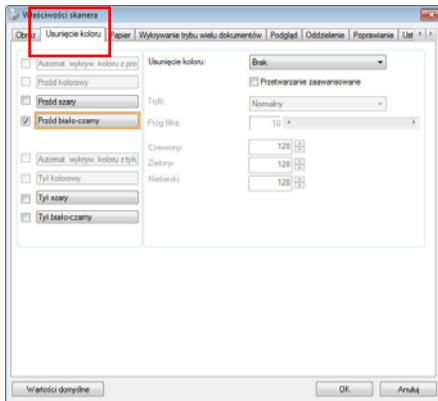 Właściwości skanera
Obraz Usunięcie koloru Papier Wykrywanie trybu wielu dokumentów Podgląd Oddzielenie Poprawianie Ust
Automat. wykryw. koloru z prz
Przód kolorowy
Przód szary
Przód biało-czarny
Automat. wykryw. koloru z tyłu
Tył kolorowy
Tył szary
Tył biało-czarny
Usunięcie koloru: Brak
Przetwarzanie zaawansowane
Tryb: Normalny
Próg filtra: 10
Czerwony: 128
Zielony: 128
Niebieski: 128
Wartości domyślne OK Anuluj